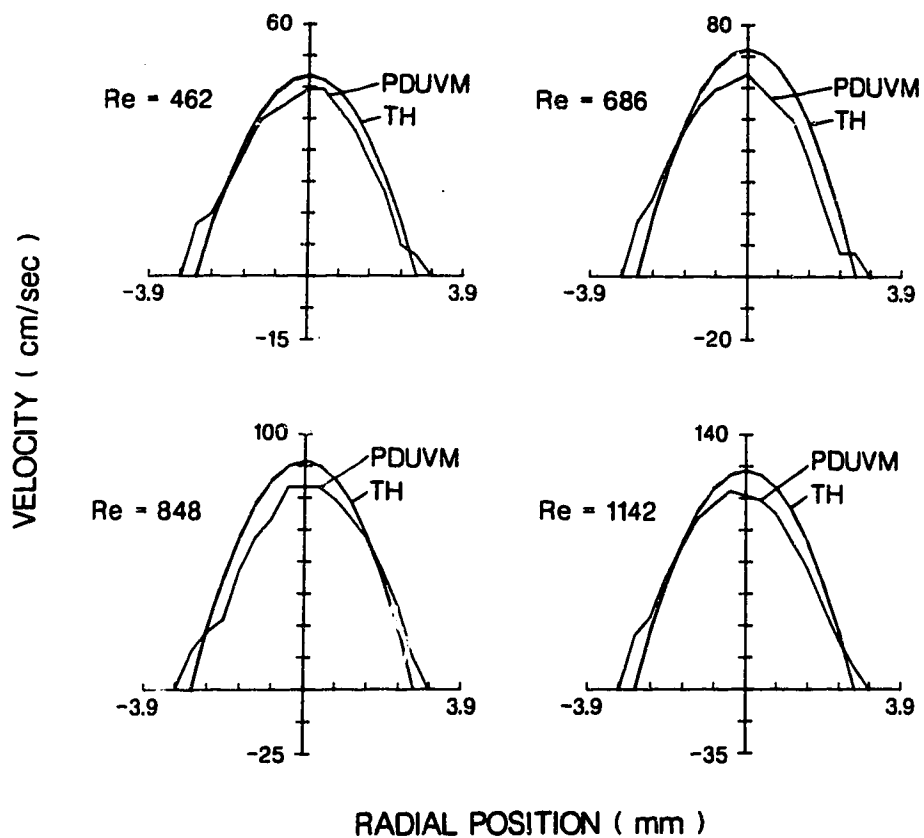 60
PDUVM
Re = 462
TH
-3.9
3.9
-15
80
PDUVM
Re = 686
TH
-3.9
3.9
-20
VELOCITY ( cm/sec )
100
PDUVM
TH
Re = 848
-3.9
3.9
-25
140
PDUVM
TH
Re = 1142
-3.9
3.9
-35
RADIAL POSITION ( mm )